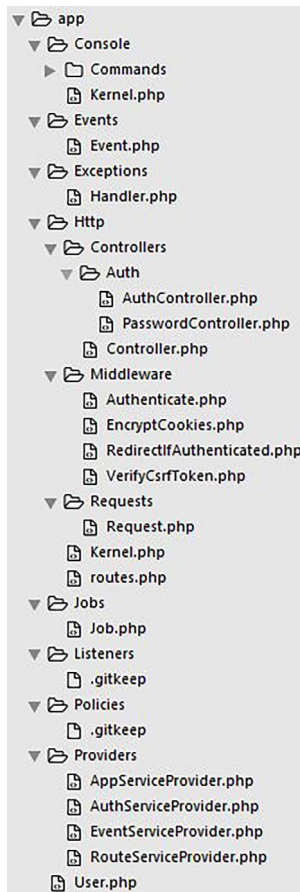 app
Console
Commands
Kernel.php
Events
Event.php
Exceptions
Handler.php
Http
Controllers
Auth
AuthController.php
PasswordController.php
Controller.php
Middleware
Authenticate.php
EncryptCookies.php
RedirectIfAuthenticated.php
VerifyCsrfToken.php
Requests
Request.php
Kernel.php
routes.php
Jobs
Job.php
Listeners
.gitkeep
Policies
.gitkeep
Providers
AppServiceProvider.php
AuthServiceProvider.php
EventServiceProvider.php
RouteServiceProvider.php
User.php